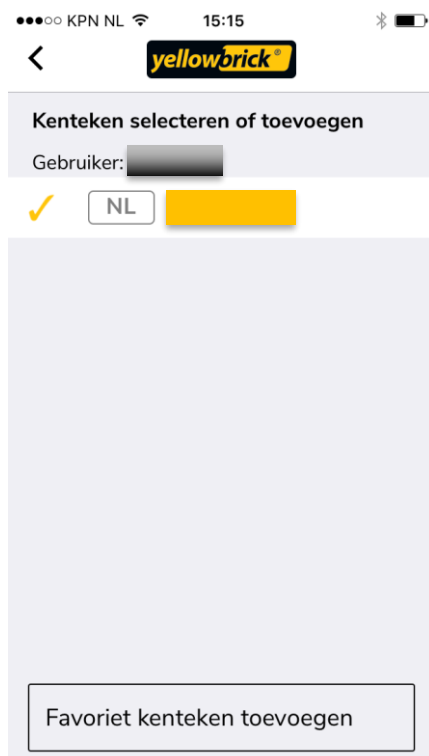 KPN NL 15:15
yellowbrick®
Kenteken selecteren of toevoegen
Gebruiker:
NL
Favoriet kenteken toevoegen